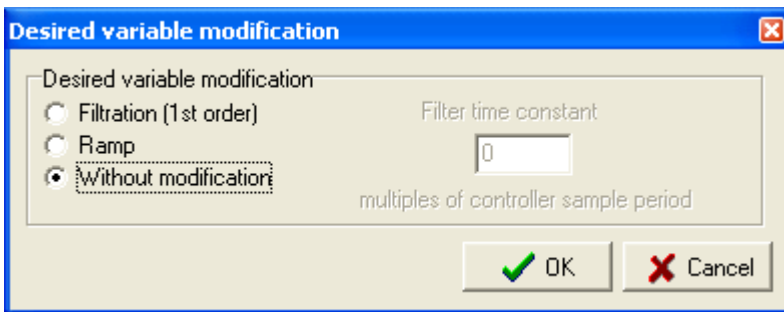 Desired variable modification
Desired variable modification
Filtration (1st order)
Filter time constant
Ramp
0
Without modification
multiples of controller sample period
OK
Cancel